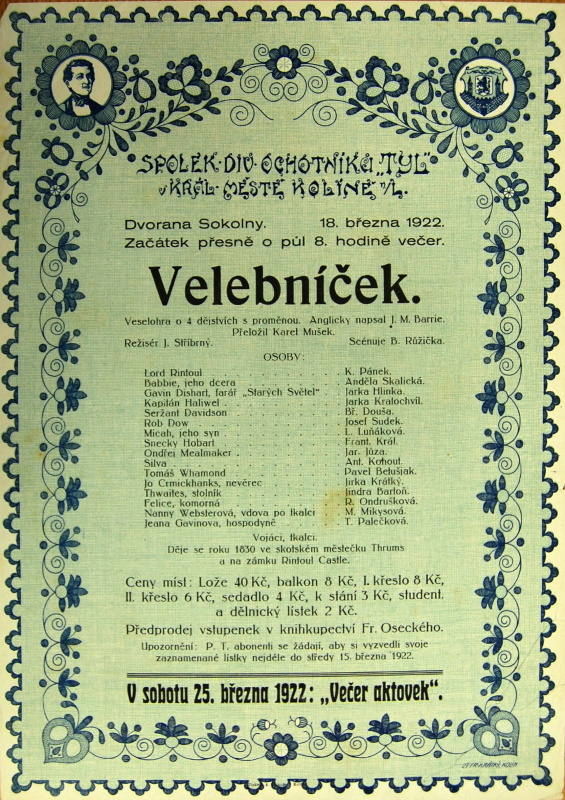 SPOLEK DIV. OCHOTNÍKŮ „TYL“
V KRÁL. MĚSTĚ KOLÍNĚ N/L.
Dvorana Sokolny. 18. března 1922.
Začátek přesně o půl 8. hodině večer.
Velebníček.
Veselohra o 4 dějstvích s proměnou. Anglicky napsal J. M. Barrie.
Přeložil Karel Mušek.
Režisér J. Stříbrný. Scénuje B. Růžička.
OSOBY:
Lord Rintoul . . . . . . K. Pánek.
Babbie, jeho dcera . . . . . . Anděla Skalická.
Gavin Dishart, farář „Starých Světel“ . . Jarka Hlinka.
Kapitán Haliwel . . . . . . Jarka Kratochvíl.
Seržant Davidson . . . . . . Bř. Douša.
Rob Dow . . . . . . Josef Sudek.
Micah, jeho syn . . . . . . L. Luňáková.
Snecky Hobart . . . . . . Frant. Král.
Ondřej Mealmaker . . . . . . Jar. Jůza.
Silva . . . . . . Ant. Kohout.
Tomáš Whamond . . . . . . Pavel Betušjak.
Jo Crmickhanks, nevěrec . . . . . . Jirka Krátký.
Thwaites, stolník . . . . . . Jindra Bartoň.
Felice, komorná . . . . . . R. Ondrušková.
Nanny Websterová, vdova po tkalci . . M. Mikysová.
Jeana Gavinova, hospodyně . . . . T. Palečková.
Vojáci, tkalci.
Děje se roku 1830 ve skotském městečku Thrums
a na zámku Rintoul Castle.
Ceny míst: Lože 40 Kč, balkon 8 Kč, I. křeslo 8 Kč,
II. křeslo 6 Kč, sedadlo 4 Kč, k stání 3 Kč, student.
a dělnický lístek 2 Kč.
Předprodej vstupenek v knihkupectví Fr. Oseckého.
Upozornění: P. T. abonenti se žádají, aby si vyzvedli svoje
zaznamenané lístky nejdéle do středy 15. března 1922.
V sobotu 25. března 1922: „Večer aktovek“.